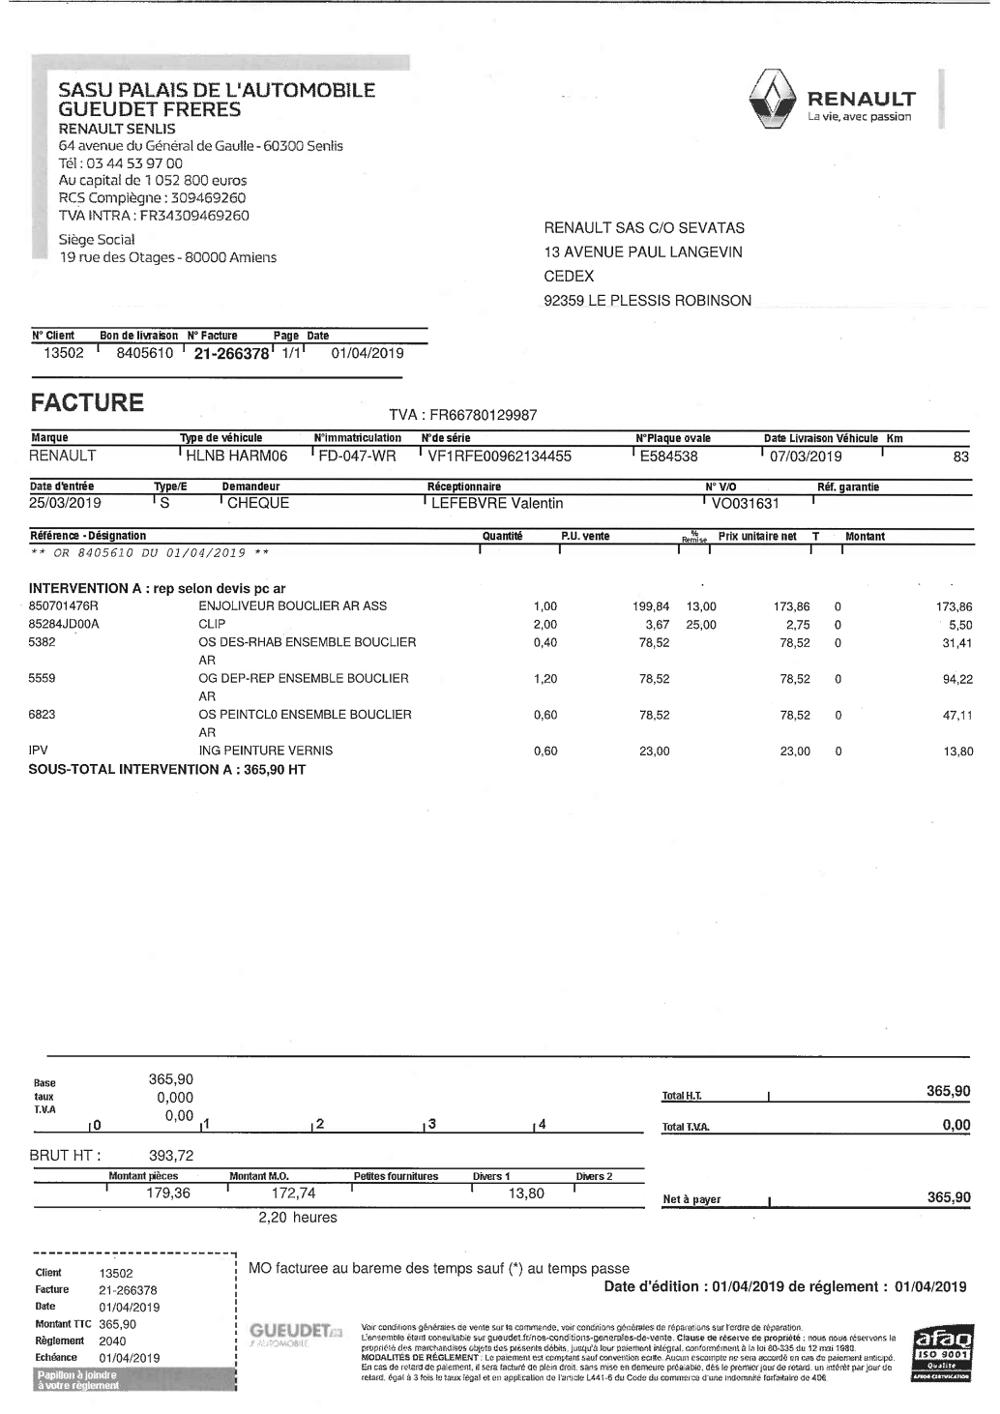 SASU PALAIS DE L'AUTOMOBILE
GUEUDET FRERES
RENAULT SENLIS
64 avenue du Général de Gaulle - 60300 Senlis
Tél : 03 44 53 97 00
Au capital de 1 052 800 euros
RCS Compiègne : 309469260
TVA INTRA : FR34309469260
Siège Social
19 rue des Otages - 80000 Amiens
RENAULT
La vie, avec passion
RENAULT SAS C/O SEVATAS
13 AVENUE PAUL LANGEVIN
CEDEX
92359 LE PLESSIS ROBINSON
N° Client Bon de livraison N° Facture Page Date
13502 8405610 21-266378 1/1 01/04/2019
FACTURE
TVA : FR66780129987
Marque Type de véhicule N°immatriculation N°de série N°Plaque ovale Date Livraison Véhicule Km
RENAULT HLNB HARM06 FD-047-WR VF1RFE00962134455 E584538 07/03/2019 83
Date d'entrée Type/E Demandeur Réceptionnaire N° V/O Réf. garantie
25/03/2019 S CHEQUE LEFEBVRE Valentin VO031631
Référence - Désignation Quantité P.U. vente % Remise Prix unitaire net T Montant
** OR 8405610 DU 01/04/2019 **
INTERVENTION A : rep selon devis pc ar
850701476R ENJOLIVEUR BOUCLIER AR ASS 1,00 199,84 13,00 173,86 0 173,86
85284JD00A CLIP 2,00 3,67 25,00 2,75 0 5,50
5382 OS DES-RHAB ENSEMBLE BOUCLIER 0,40 78,52 78,52 0 31,41
AR
5559 OG DEP-REP ENSEMBLE BOUCLIER 1,20 78,52 78,52 0 94,22
AR
6823 OS PEINTCL0 ENSEMBLE BOUCLIER 0,60 78,52 78,52 0 47,11
AR
IPV ING PEINTURE VERNIS 0,60 23,00 23,00 0 13,80
SOUS-TOTAL INTERVENTION A : 365,90 HT
Base 365,90
taux 0,000
T.V.A 0,00
0 1 2 3 4
Total H.T. 365,90
Total T.V.A. 0,00
BRUT HT : 393,72
Montant pièces Montant M.O. Petites fournitures Divers 1 Divers 2
179,36 172,74 13,80
2,20 heures
Net à payer 365,90
Client 13502
Facture 21-266378
Date 01/04/2019
Montant TTC 365,90
Règlement 2040
Echéance 01/04/2019
Papillon à joindre
à votre règlement
MO facturee au bareme des temps sauf (*) au temps passe
Date d'édition : 01/04/2019 de réglement : 01/04/2019
GUEUDET
L'AUTOMOBILE
Voir conditions générales de vente sur la commande, voir conditions générales de réparations sur l'ordre de réparation.
L'ensemble étant consultable sur gueudet.fr/nos-conditions-generales-de-vente. Clause de réserve de propriété : nous nous réservons la
propriété des marchandises objets des présents débits, jusqu'à leur paiement intégral, conformément à la loi 80-335 du 12 mai 1980.
MODALITES DE RÉGLEMENT : Le paiement est comptant sauf convention écrite. Aucun escompte ne sera accordé en cas de paiement anticipé.
En cas de retard de paiement, il sera facturé de plein droit, sans mise en demeure préalable, dès le premier jour de retard, un intérêt par jour de
retard, égal à 3 fois le taux légal et en application de l'article L441-6 du Code du commerce d'une indemnité forfaitaire de 40€
afaq
ISO 9001
Qualité
AFNOR CERTIFICATION